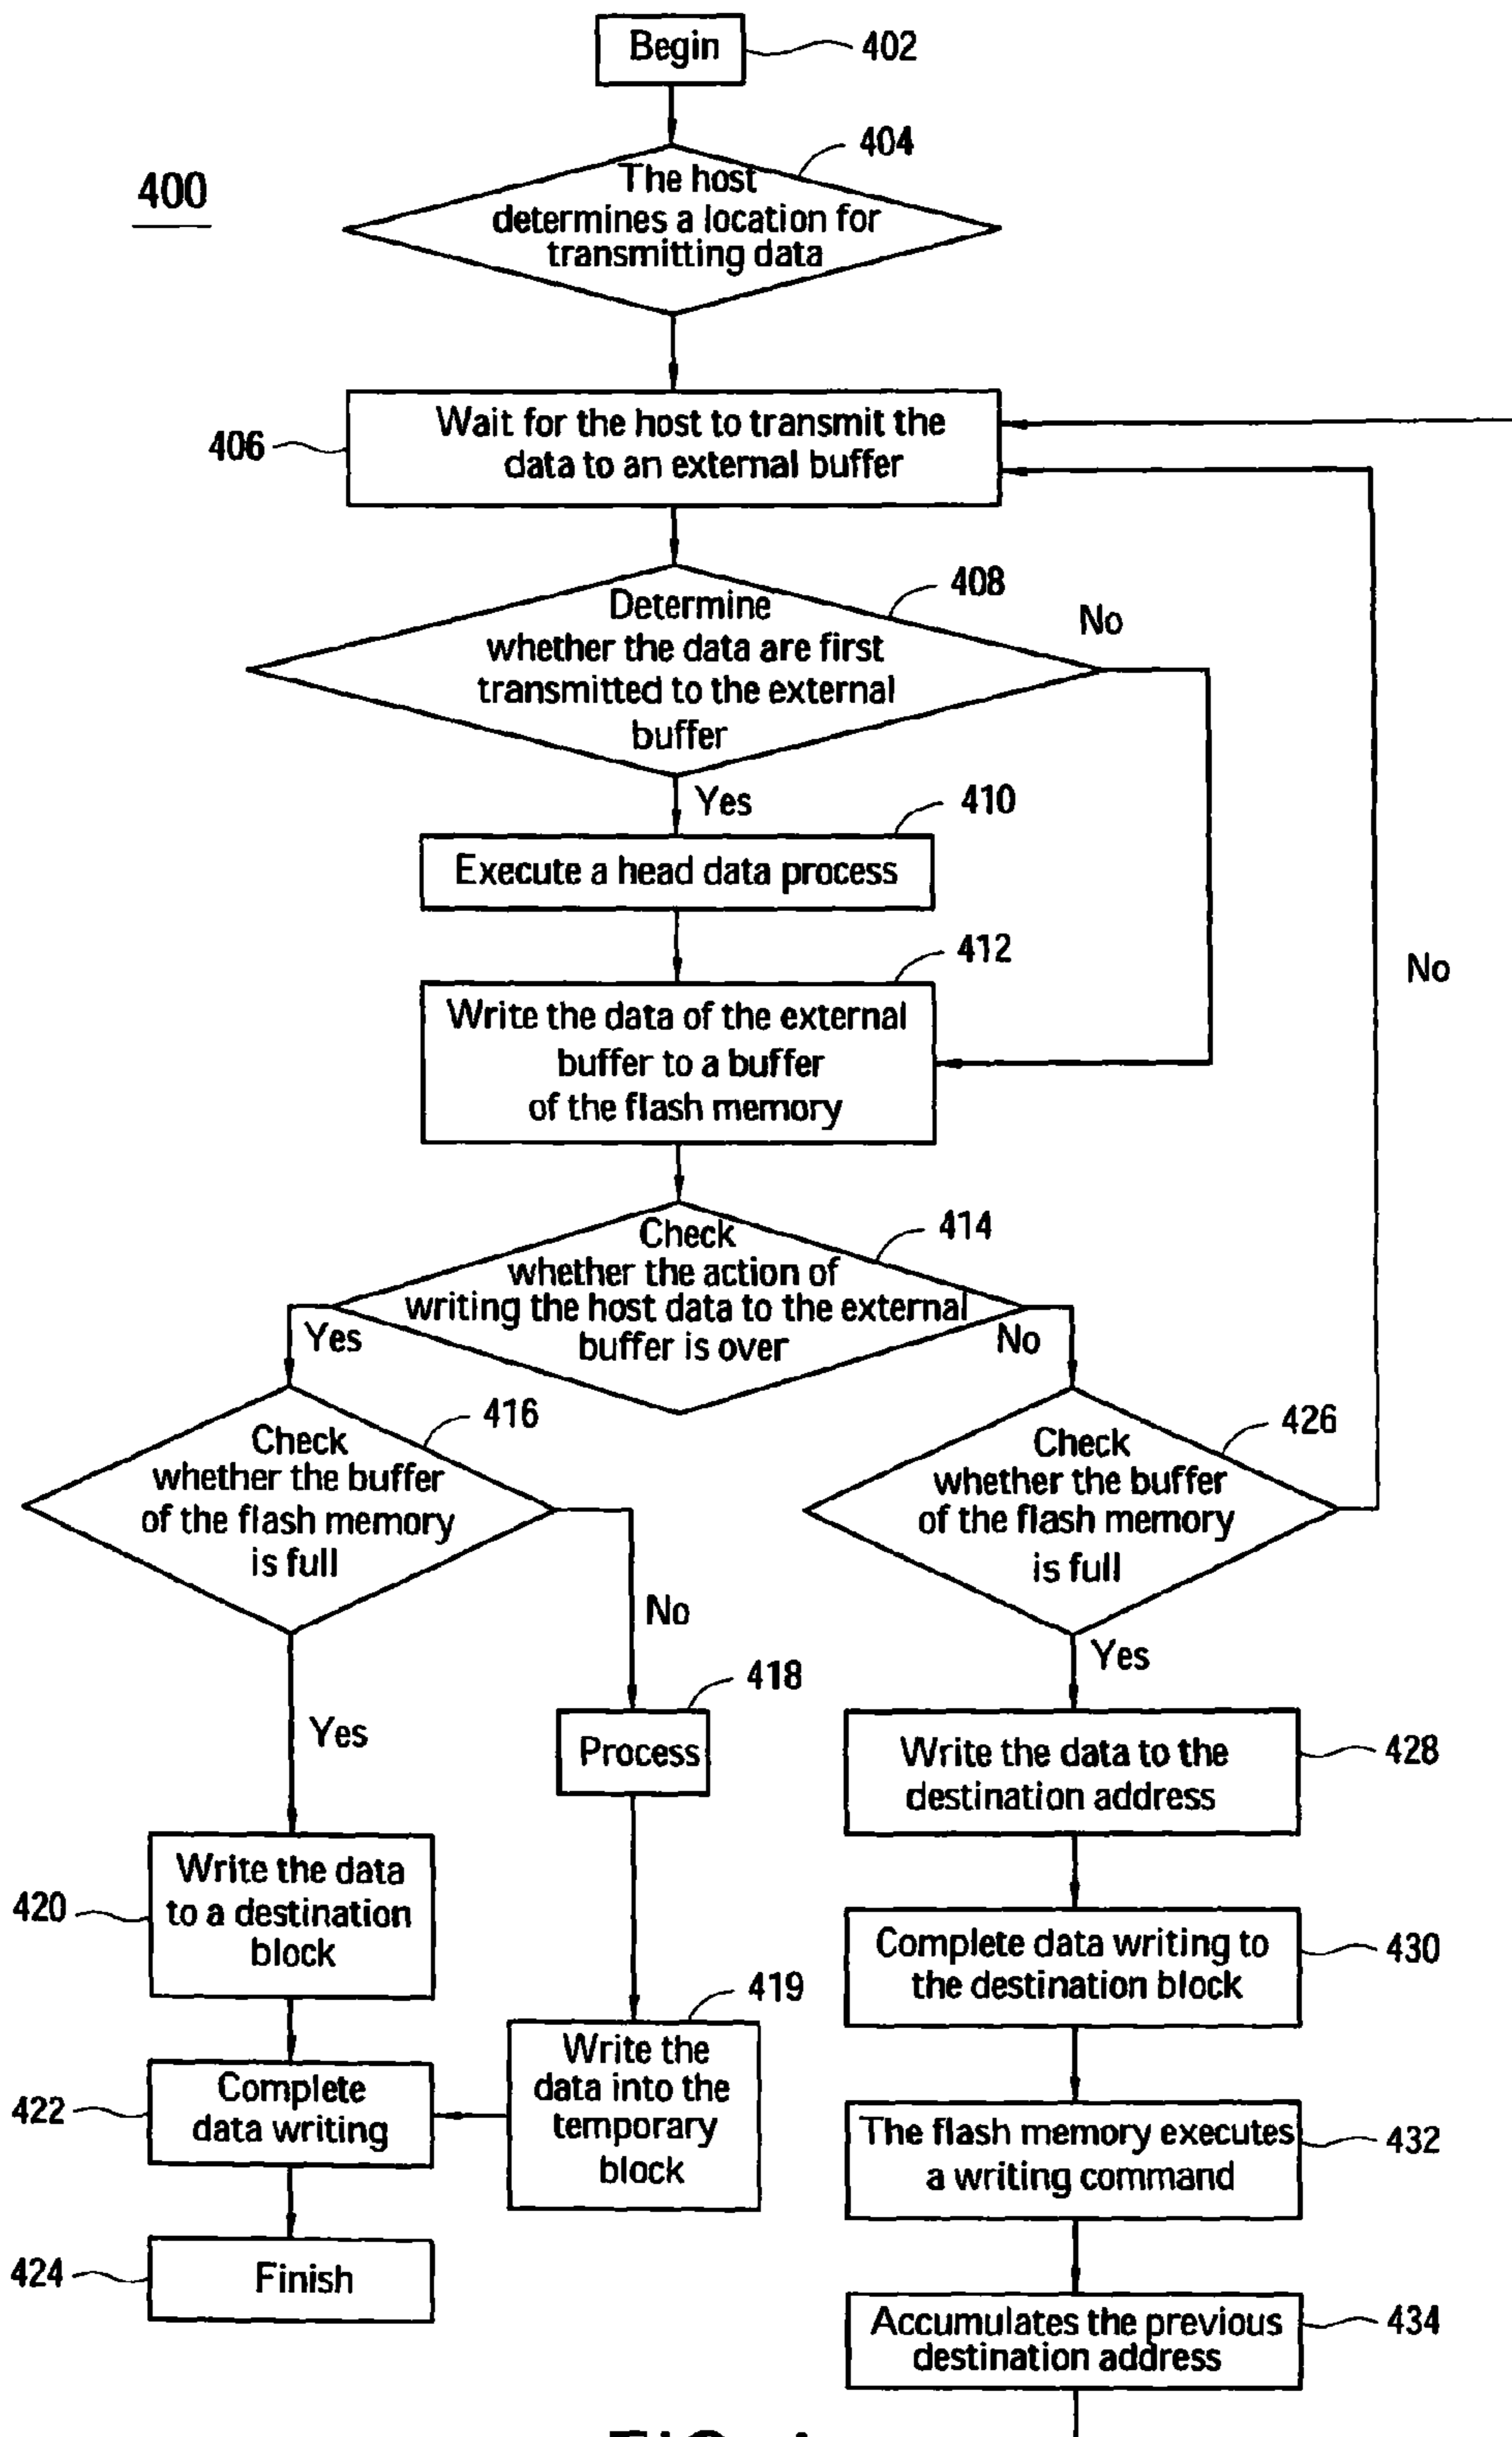 Begin
402
404
400
The host
determines a location for
transmitting data
406
Wait for the host to transmit the
data to an external buffer
408
No
Determine
whether the data are first
transmitted to the external
buffer
Yes
410
Execute a head data process
412
No
Write the data of the external
buffer to a buffer
of the flash memory
414
Check
whether the action of
writing the host data to the external
buffer is over
Yes
No
416
Check
whether the buffer
of the flash memory
is full
426
Check
whether the buffer
of the flash memory
is full
No
Yes
418
Process
Yes
Write the data to the
destination address
428
420
Write the data
to a destination
block
Complete data writing to
the destination block
430
419
Write the
data into the
temporary
block
422
Complete
data writing
The flash memory executes
a writing command
432
424
Finish
Accumulates the previous
destination address
434